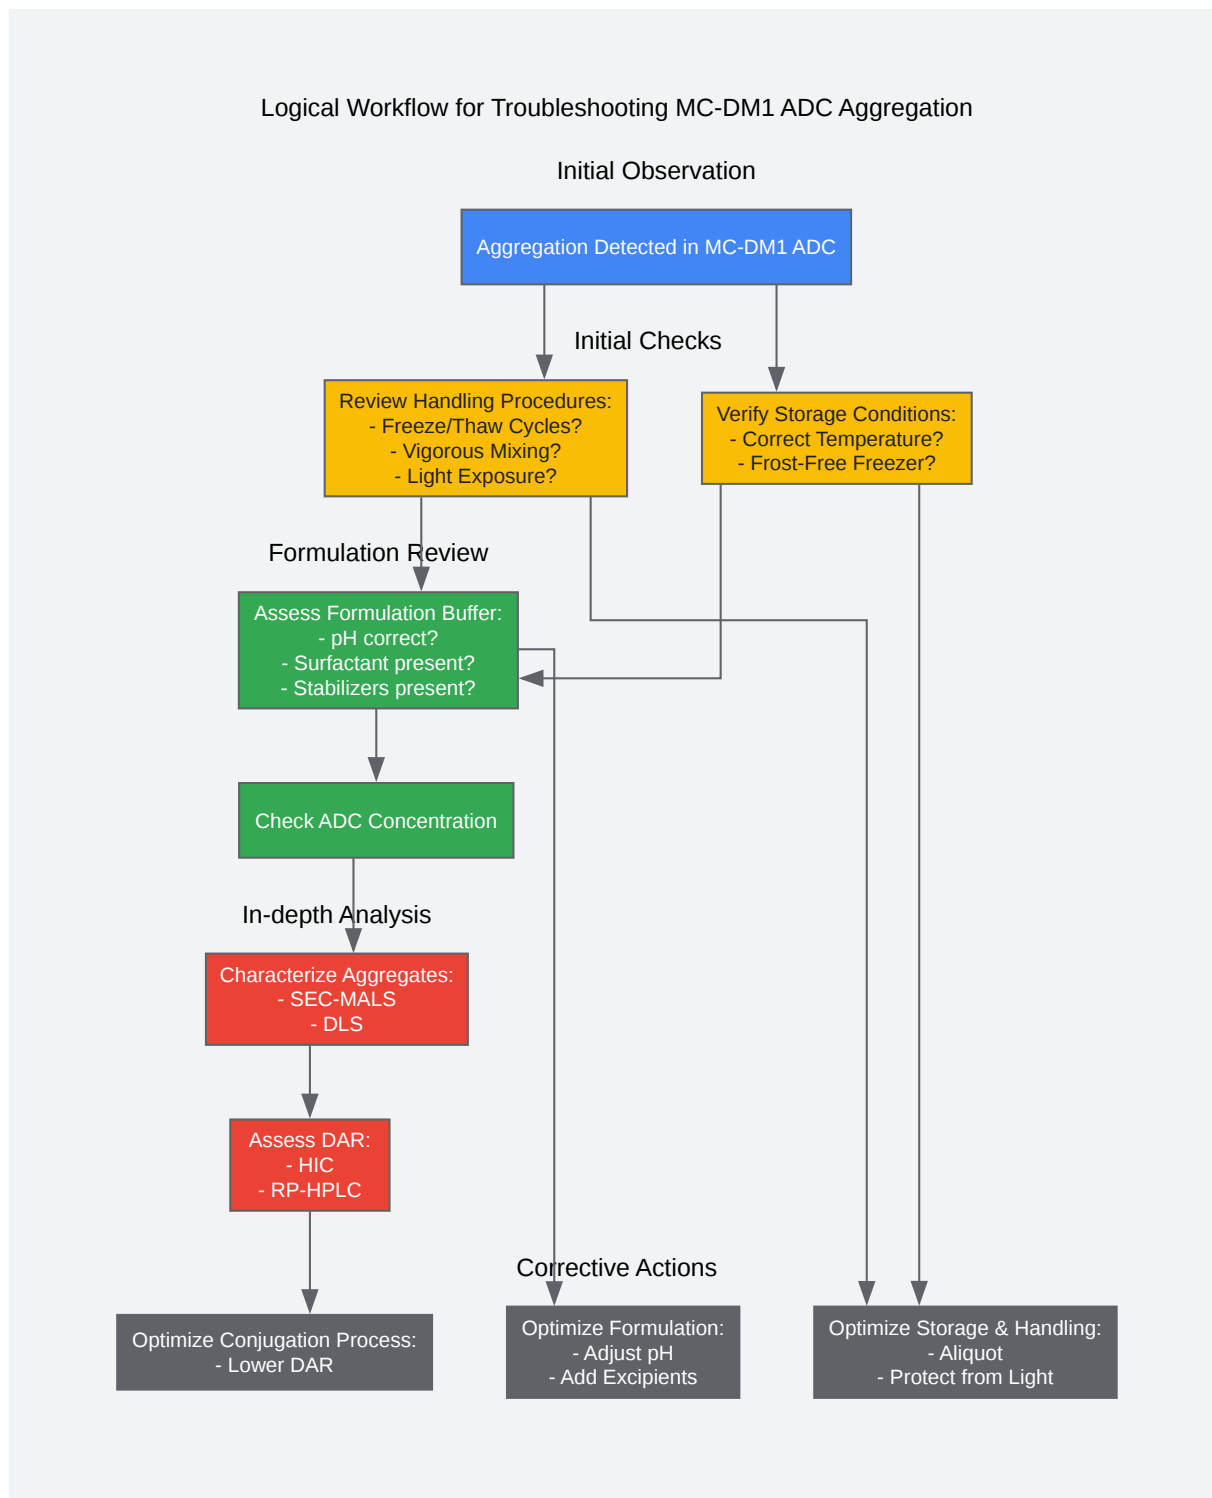 Logical Workflow for Troubleshooting MC-DM1 ADC Aggregation
Initial Observation
Aggregation Detected in MC-DM1 ADC
Initial Checks
Review Handling Procedures:
- Freeze/Thaw Cycles?
- Vigorous Mixing?
- Light Exposure?
Verify Storage Conditions:
- Correct Temperature?
- Frost-Free Freezer?
Formulation Review
Assess Formulation Buffer:
- pH correct?
- Surfactant present?
- Stabilizers present?
Check ADC Concentration
In-depth Analysis
Characterize Aggregates:
- SEC-MALS
- DLS
Assess DAR:
- HIC
- RP-HPLC
Corrective Actions
Optimize Conjugation Process:
- Lower DAR
Optimize Formulation:
- Adjust pH
- Add Excipients
Optimize Storage & Handling:
- Aliquot
- Protect from Light